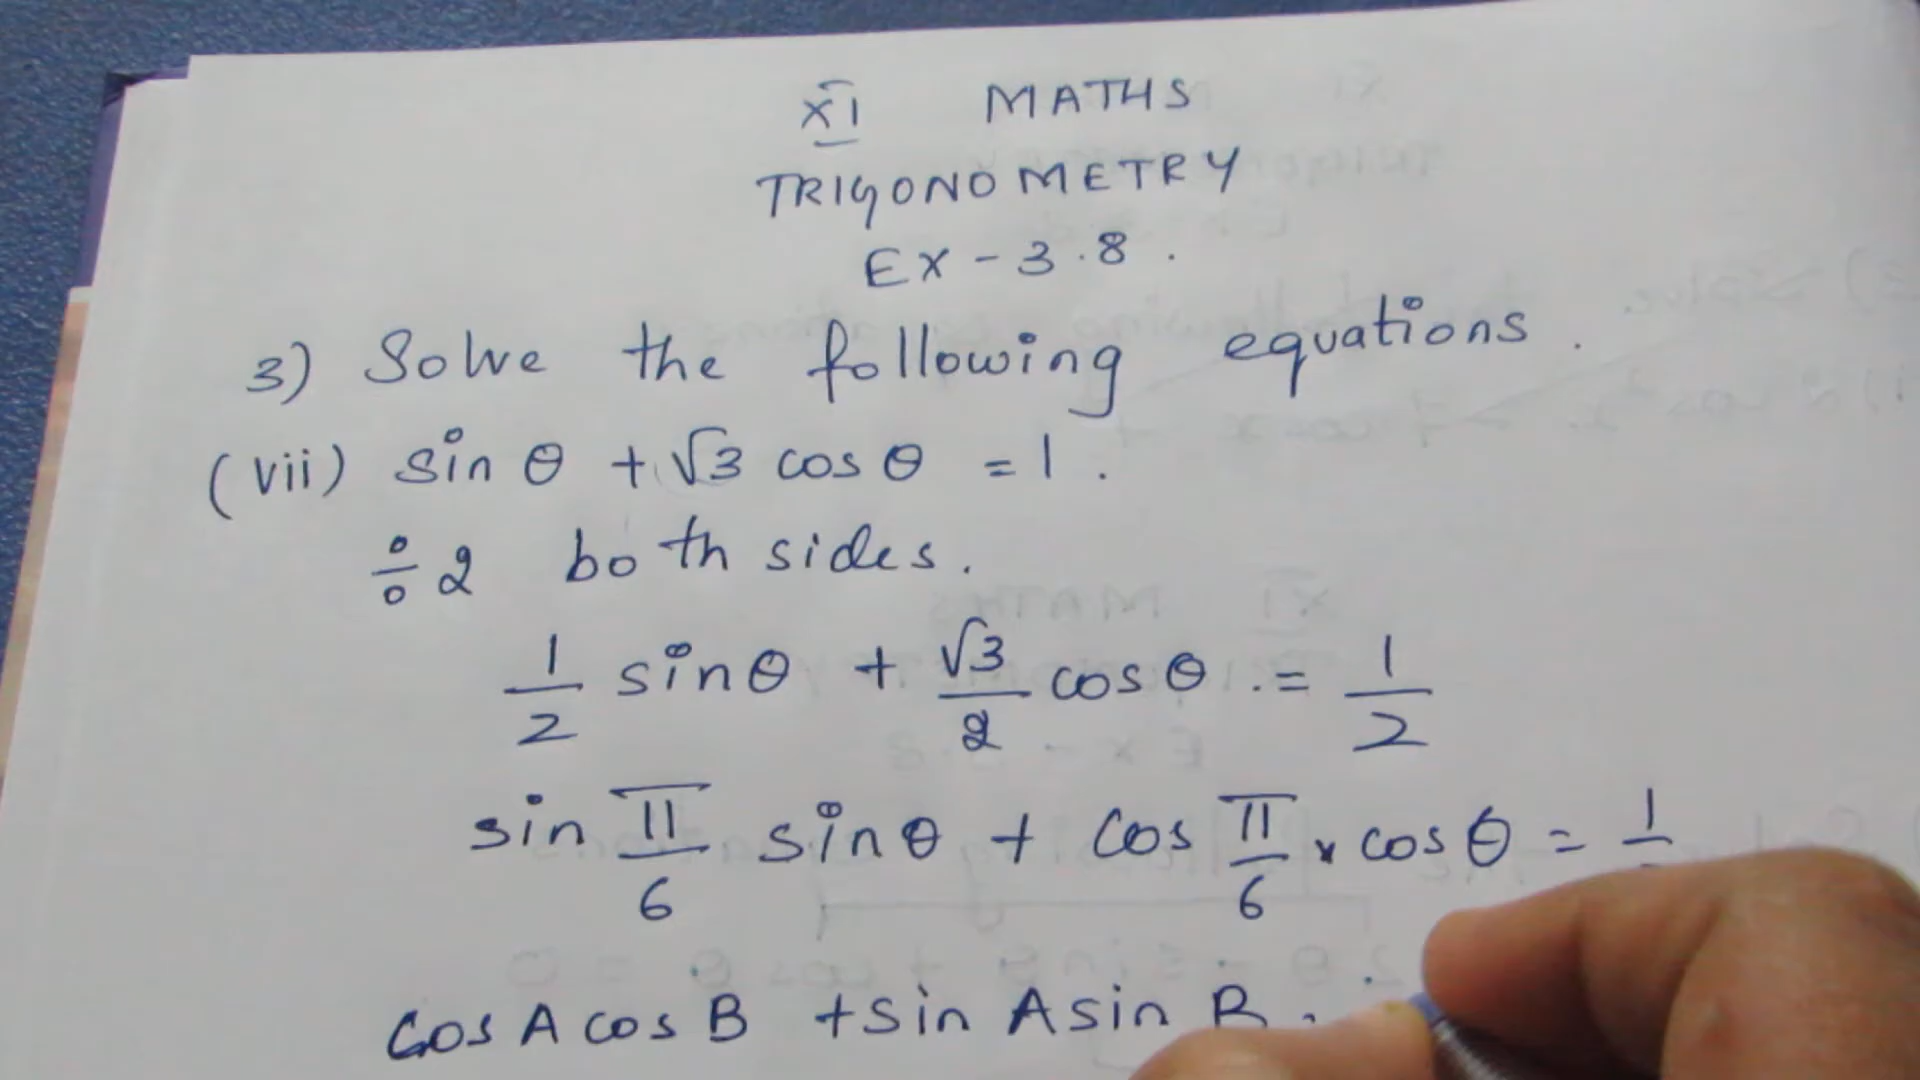 XI MATHS
TRIGONOMETRY
EX - 3.8.
3) Solve the following equations.
(vii) sin θ + √3 cos θ = 1.
÷ 2 both sides.
1/2 sin θ + √3/2 cos θ. = 1/2
sin π/6 sin θ + cos π/6 x cos θ = 1
cos A cos B + sin A sin B.